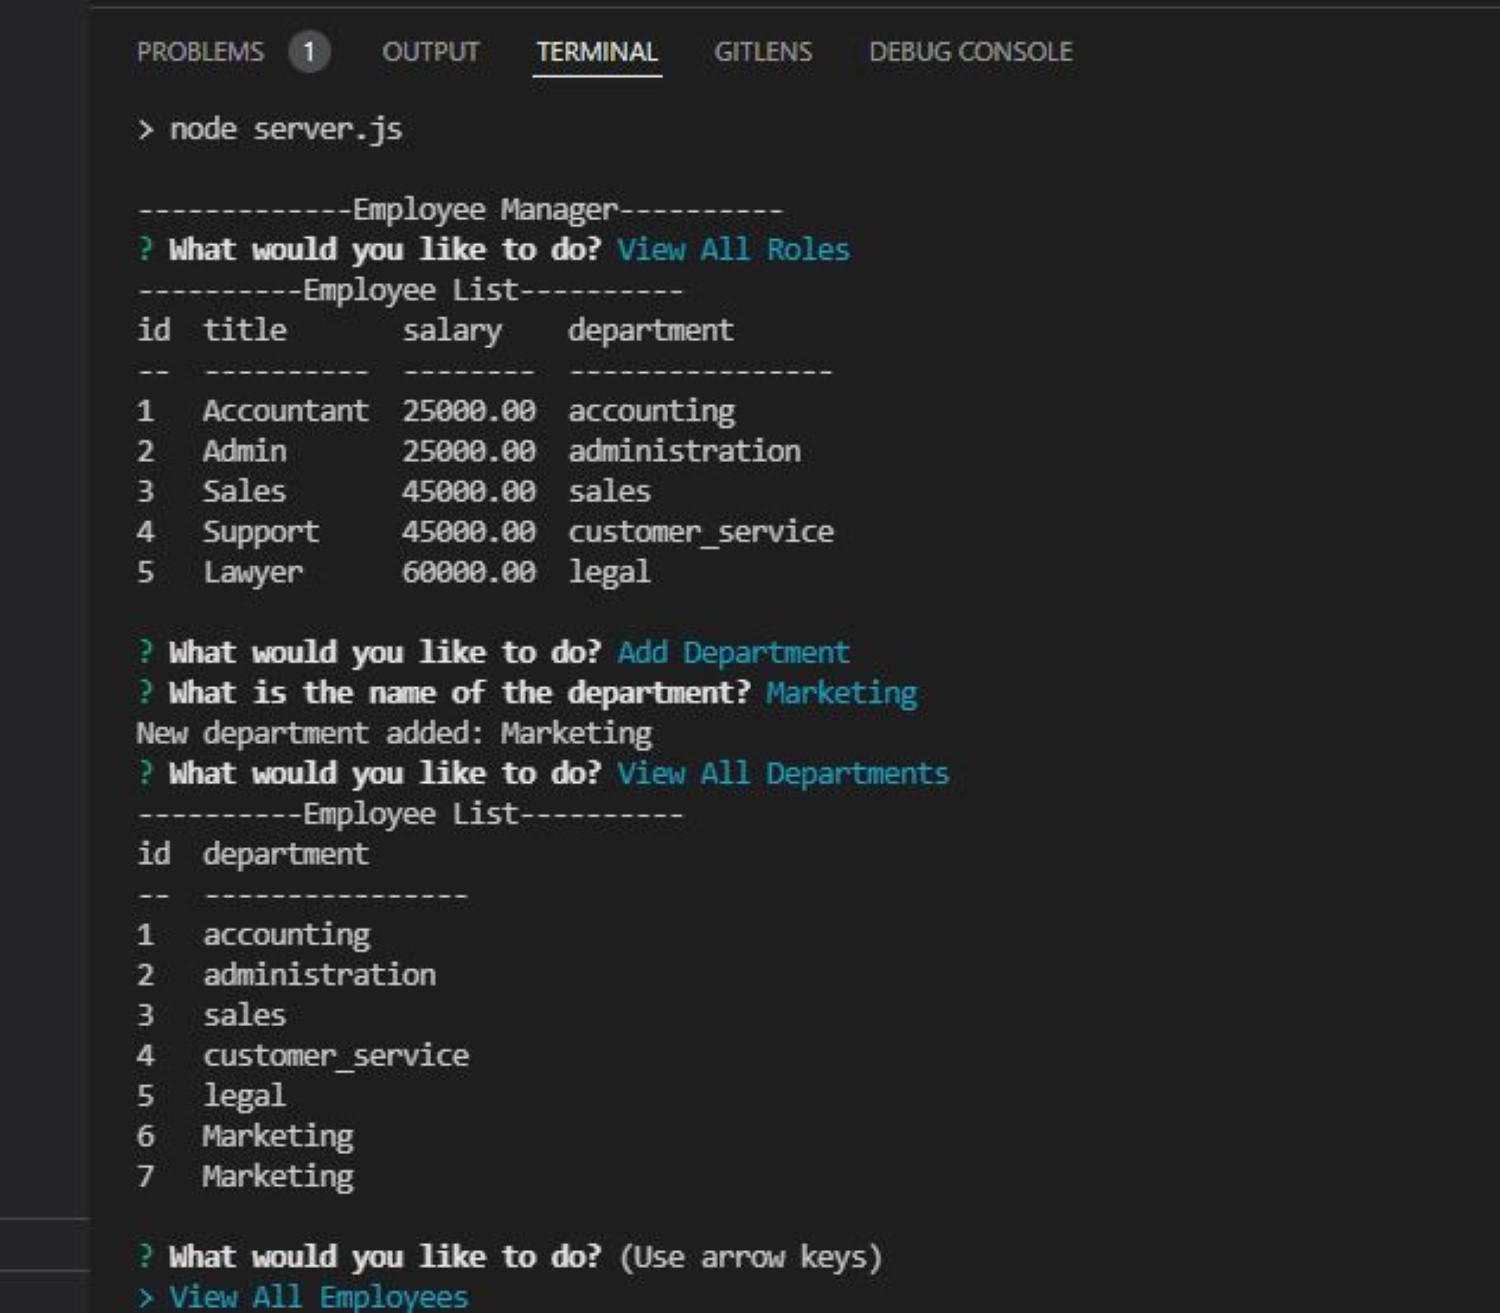 PROBLEMS 1 OUTPUT TERMINAL GITLENS DEBUG CONSOLE
> node server.js
-------------Employee Manager----------
? What would you like to do? View All Roles
----------Employee List----------
id  title       salary    department
--  ----------  --------  ----------------
1   Accountant  25000.00  accounting
2   Admin       25000.00  administration
3   Sales       45000.00  sales
4   Support     45000.00  customer_service
5   Lawyer      60000.00  legal
? What would you like to do? Add Department
? What is the name of the department? Marketing
New department added: Marketing
? What would you like to do? View All Departments
----------Employee List----------
id  department
--  ----------------
1   accounting
2   administration
3   sales
4   customer_service
5   legal
6   Marketing
7   Marketing
? What would you like to do? (Use arrow keys)
> View All Employees